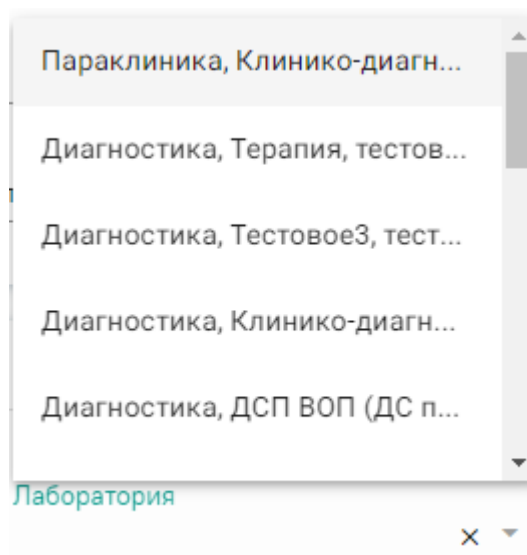 Параклиника, Клинико-диагн...
Диагностика, Терапия, тестов...
Диагностика, Тестовое3, тест...
Диагностика, Клинико-диагн...
Диагностика, ДСП ВОП (ДС п...
Лаборатория